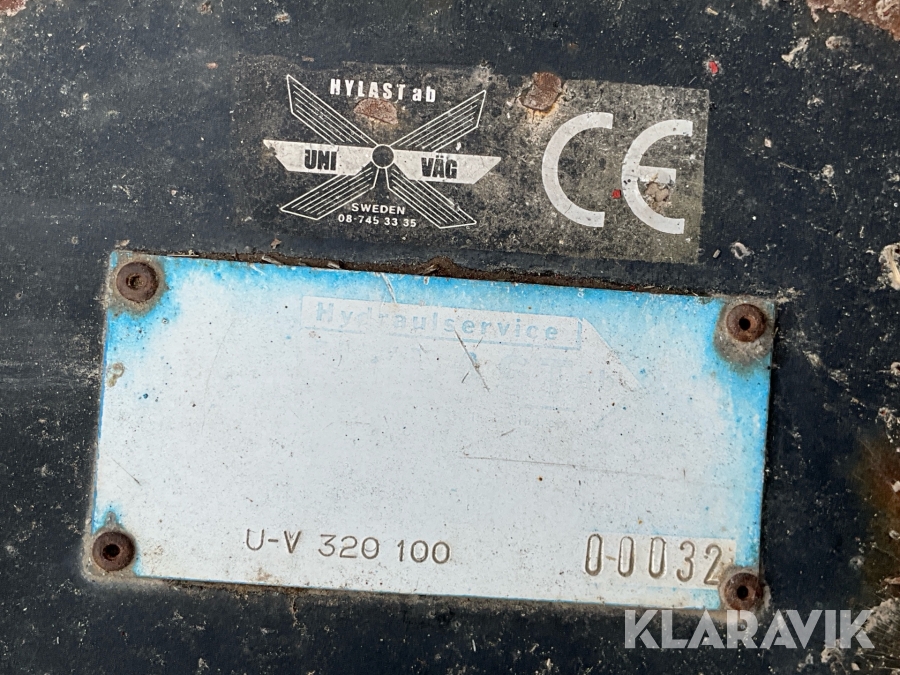 HYLAST ab
UNI VÄG
SWEDEN
08-745 33 35
CE
Hydraulservice
U-V 320 100
0-0032
KLARAVIK